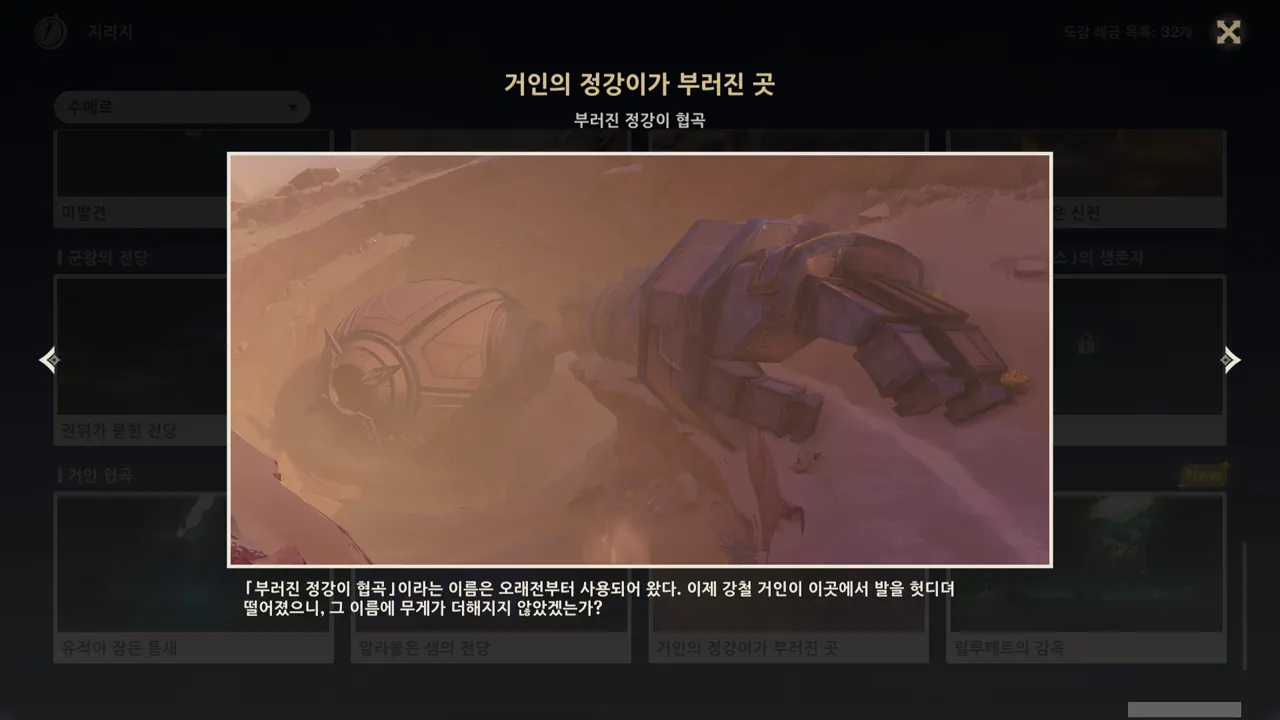 지리지
도감 해금 목록: 32개
거인의 정강이가 부러진 곳
수메르
부러진 정강이 협곡
미발견
은 신전
군왕의 전당
스」의 생존자
권위가 묻힌 전당
거인 협곡
New
「부러진 정강이 협곡」이라는 이름은 오래전부터 사용되어 왔다. 이제 강철 거인이 이곳에서 발을 헛디뎌
떨어졌으니, 그 이름에 무게가 더해지지 않았겠는가?
유적이 잠든 틈새
알라붉은 샘의 전당
거인의 정강이가 부러진 곳
릴루페트의 감옥